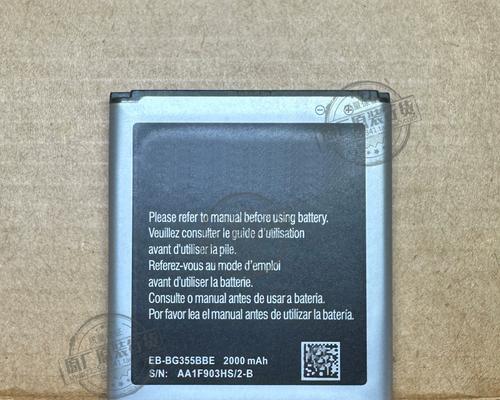 Please refer to manual before using battery.
Veuillez consulter le guide d'utilisation
avant d'utiliser la pile.
Referez-vous au mode d'emploi
avant d'utiliser la batterie.
Consulte o manual antes de usar a bateria.
Por favor lea el manual antes de utilizar la batería.
EB-BG355BBE 2000 mAh
S/N: AA1F903HS/2-B